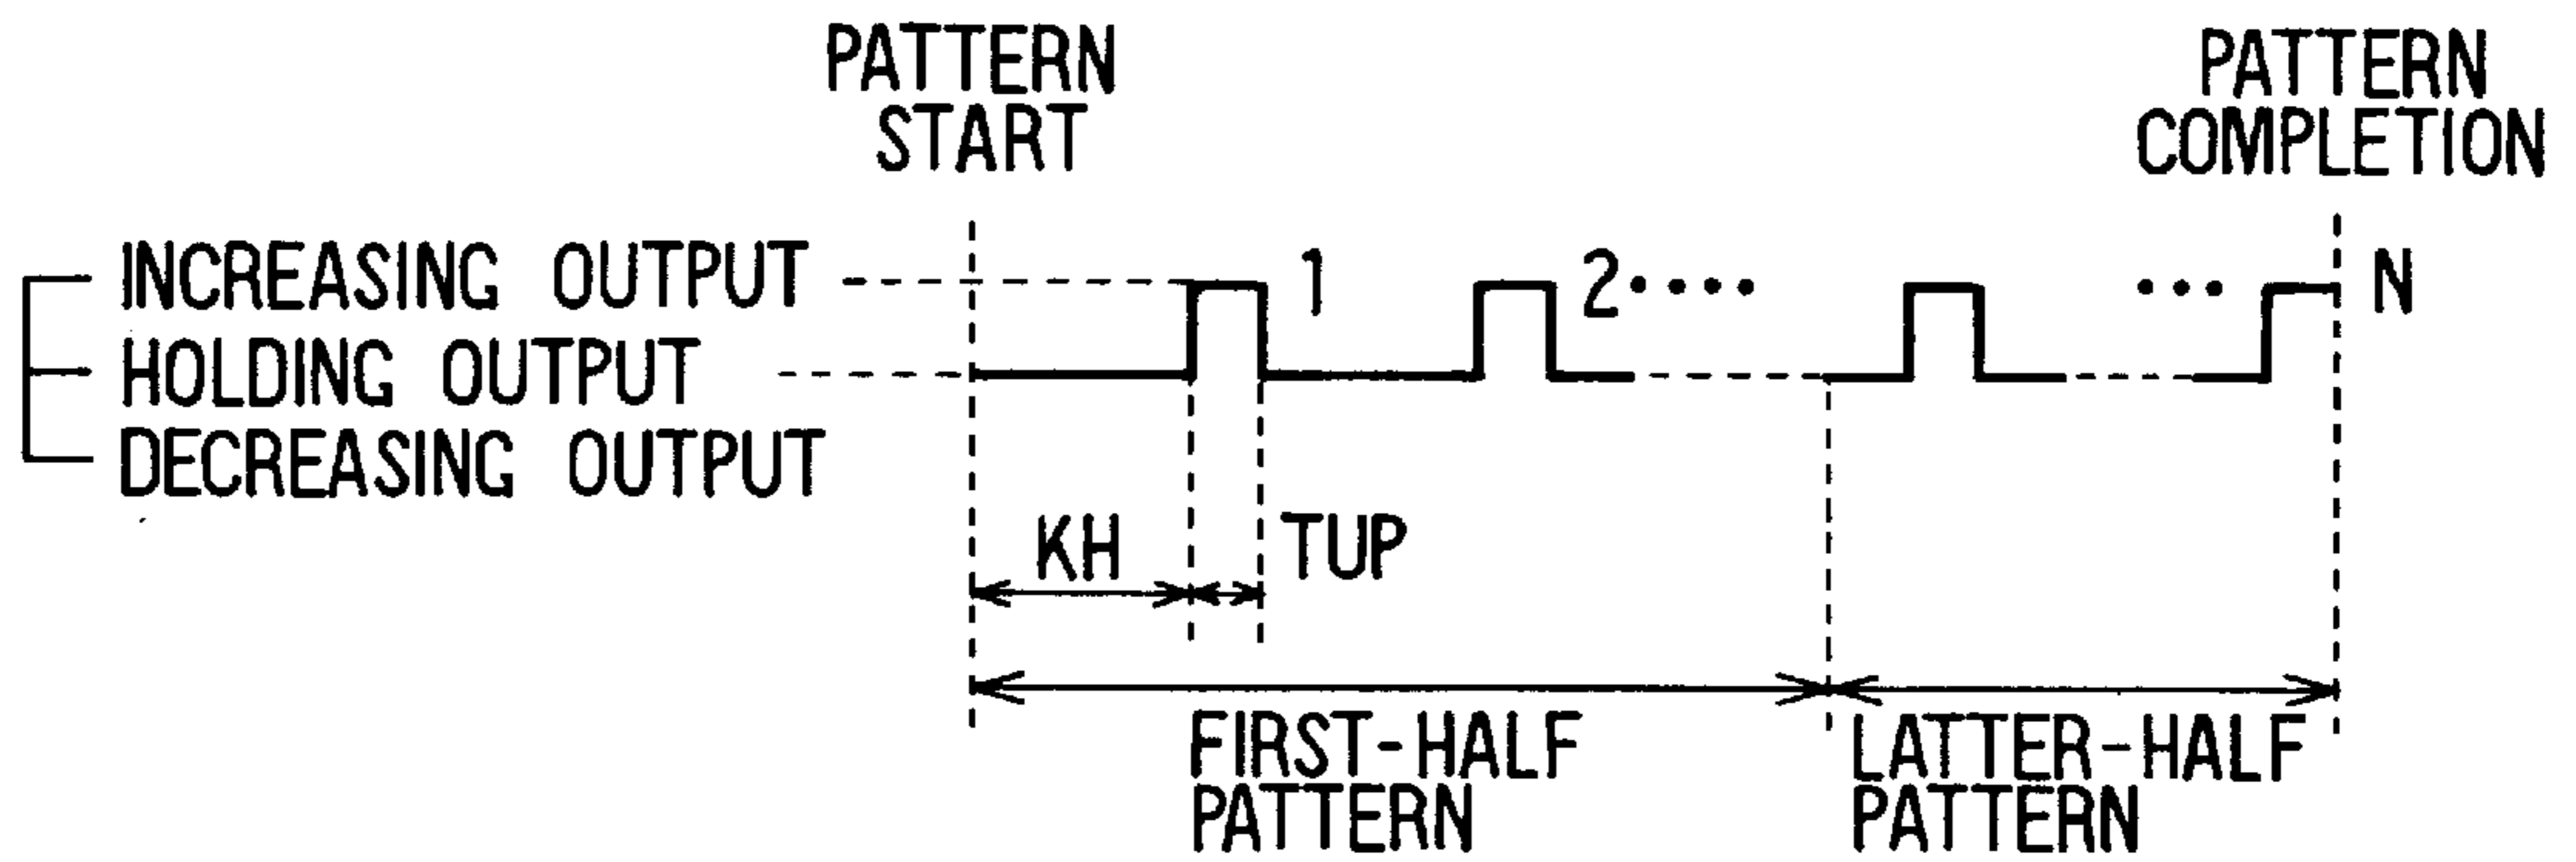 PATTERN
START
PATTERN
COMPLETION
INCREASING OUTPUT
1
2
N
HOLDING OUTPUT
DECREASING OUTPUT
KH
TUP
FIRST-HALF
PATTERN
LATTER-HALF
PATTERN